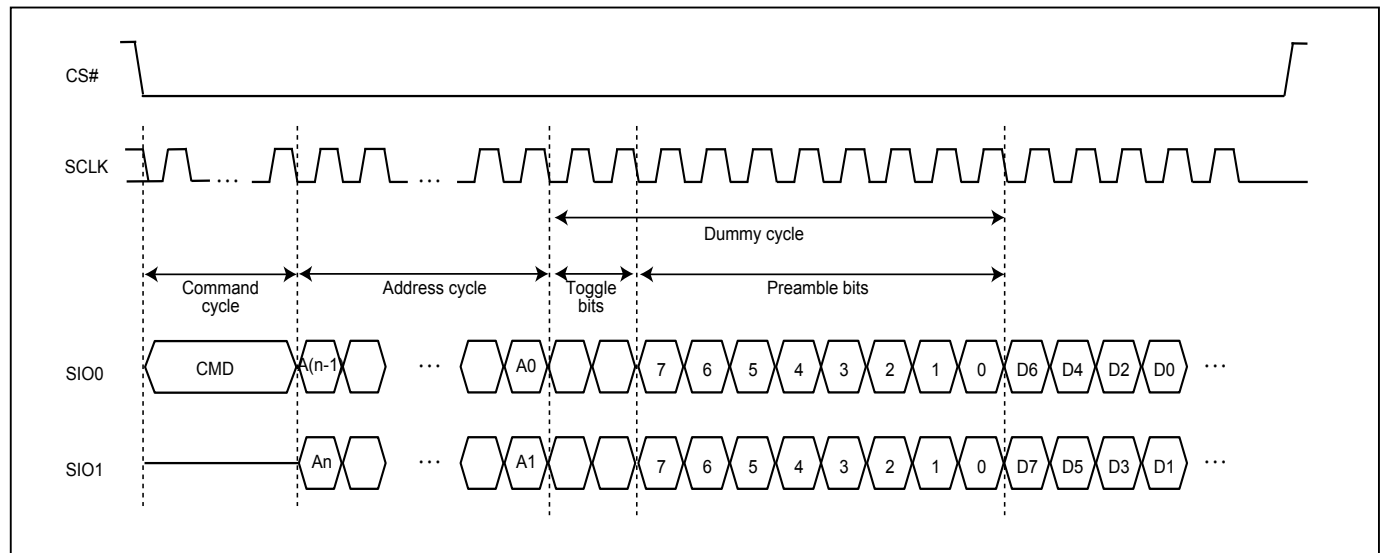 CS#
SCLK
...
...
Dummy cycle
Command
cycle
Address cycle
Toggle
bits
Preamble bits
SIO0
CMD
A(n-1)
...
A0
7
6
5
4
3
2
1
0
D6
D4
D2
D0
...
SIO1
An
...
A1
7
6
5
4
3
2
1
0
D7
D5
D3
D1
...